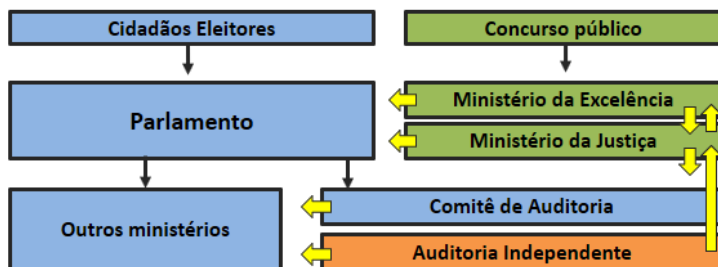 Cidadãos Eleitores
Concurso público
Parlamento
Ministério da Excelência
Ministério da Justiça
Outros ministérios
Comitê de Auditoria
Auditoria Independente